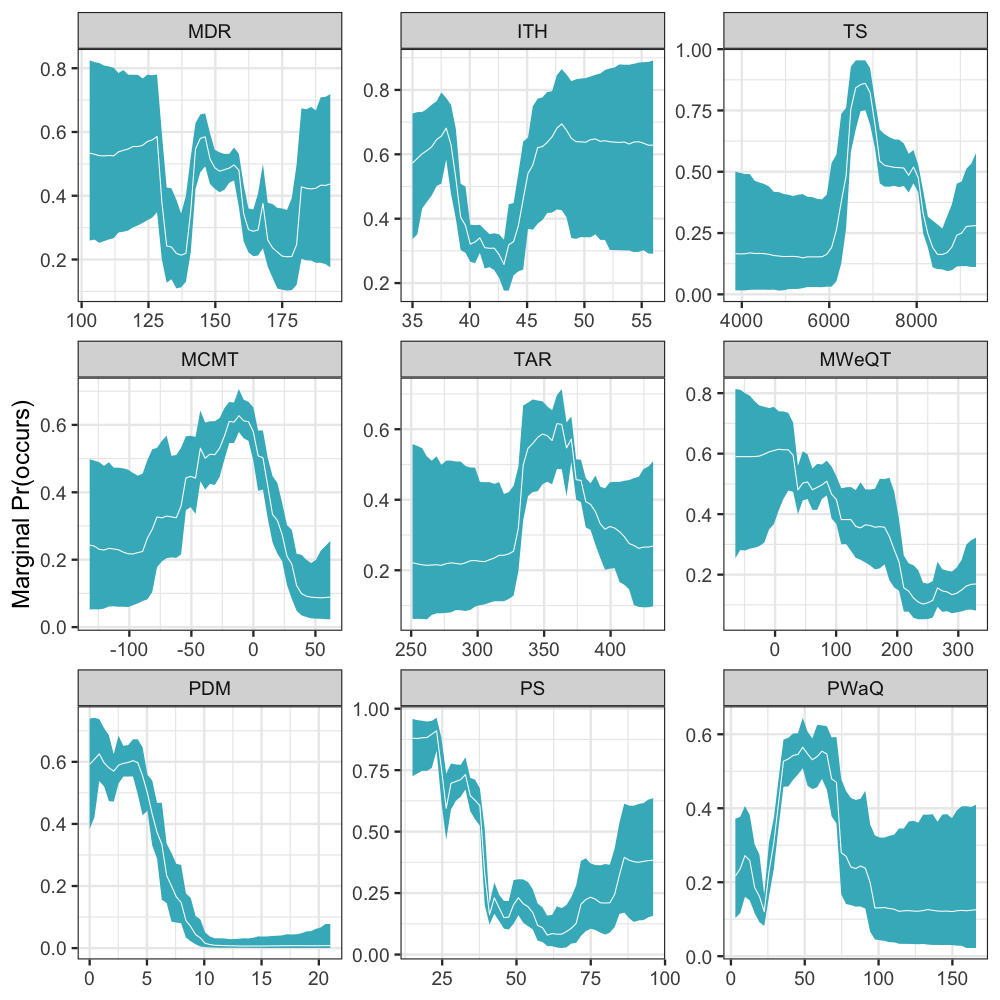 MDR ITH TS
0.8 0.6 0.4 0.2
100 125 150 175
0.8 0.6 0.4 0.2
35 40 45 50 55
1.00 0.75 0.50 0.25 0.00
4000 6000 8000
MCMT TAR MWeQT
Marginal Pr(occurs)
0.6 0.4 0.2 0.0
-100 -50 0 50
0.6 0.4 0.2
250 300 350 400
0.8 0.6 0.4 0.2
0 100 200 300
PDM PS PWaQ
0.6 0.4 0.2 0.0
0 5 10 15 20
1.00 0.75 0.50 0.25 0.00
25 50 75 100
0.6 0.4 0.2 0.0
0 50 100 150